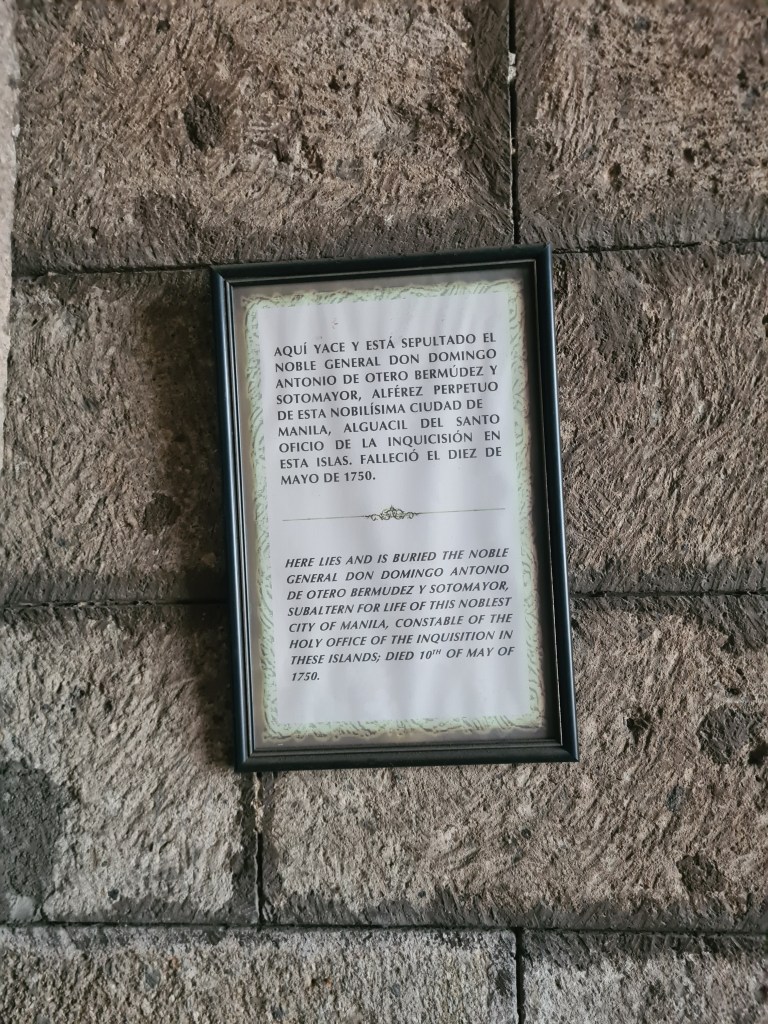 AQUÍ YACE Y ESTÁ SEPULTADO EL
NOBLE GENERAL DON DOMINGO
ANTONIO DE OTERO BERMÚDEZ Y
SOTOMAYOR, ALFÉREZ PERPETUO
DE ESTA NOBILÍSIMA CIUDAD DE
MANILA, ALGUACIL DEL SANTO
OFICIO DE LA INQUICISIÓN EN
ESTA ISLAS. FALLECIÓ EL DIEZ DE
MAYO DE 1750.
HERE LIES AND IS BURIED THE NOBLE
GENERAL DON DOMINGO ANTONIO
DE OTERO BERMUDEZ Y SOTOMAYOR,
SUBALTERN FOR LIFE OF THIS NOBLEST
CITY OF MANILA, CONSTABLE OF THE
HOLY OFFICE OF THE INQUISITION IN
THESE ISLANDS; DIED 10TH OF MAY OF
1750.